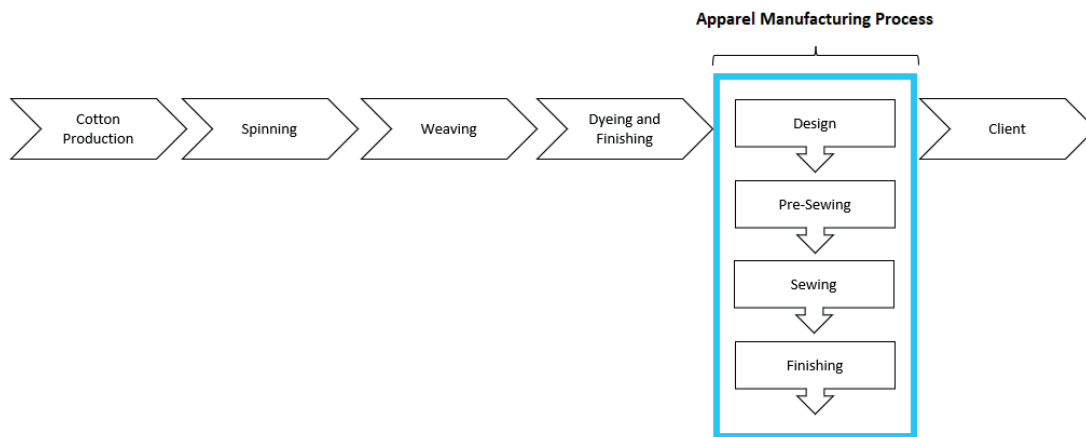 Apparel Manufacturing Process
Cotton
Production
Spinning
Weaving
Dyeing and
Finishing
Design
Pre-Sewing
Sewing
Finishing
Client